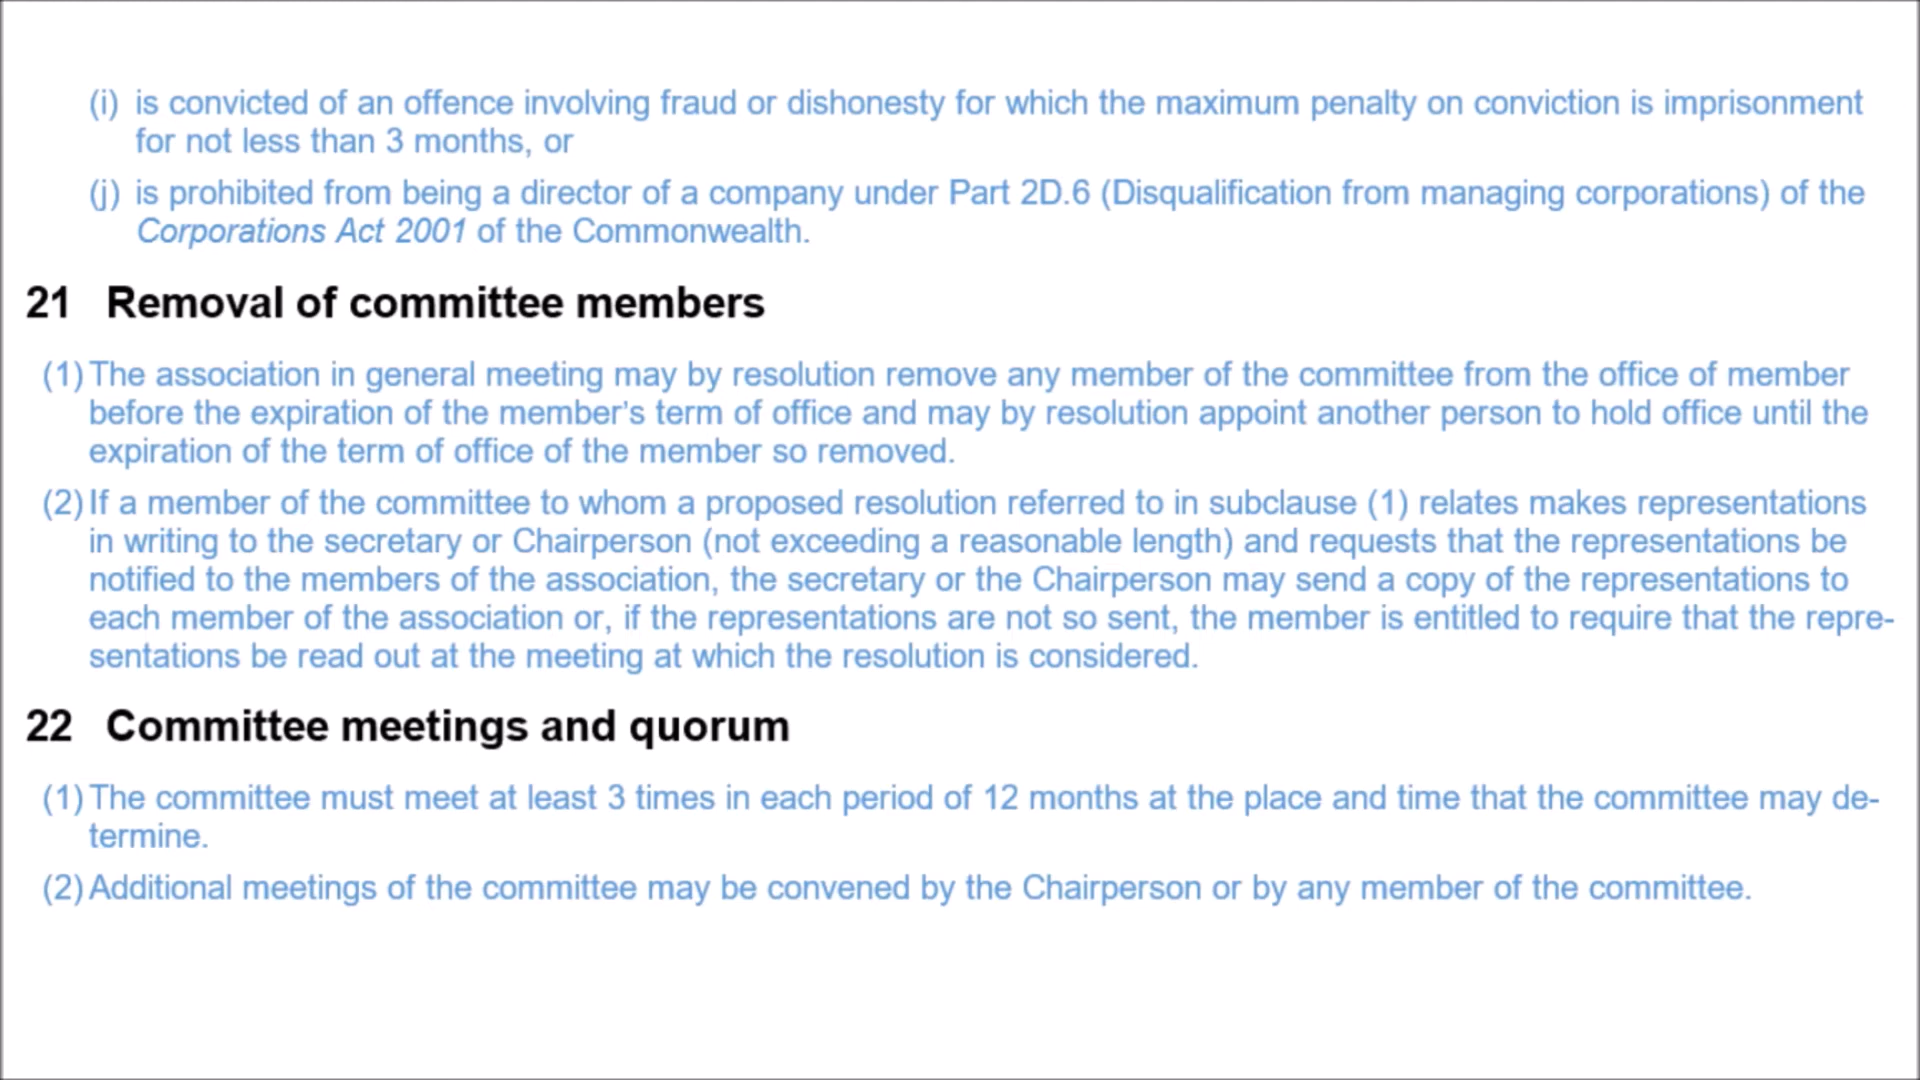 (i) is convicted of an offence involving fraud or dishonesty for which the maximum penalty on conviction is imprisonment
for not less than 3 months, or
(j) is prohibited from being a director of a company under Part 2D.6 (Disqualification from managing corporations) of the
Corporations Act 2001 of the Commonwealth.
21 Removal of committee members
(1) The association in general meeting may by resolution remove any member of the committee from the office of member
before the expiration of the member's term of office and may by resolution appoint another person to hold office until the
expiration of the term of office of the member so removed.
(2) If a member of the committee to whom a proposed resolution referred to in subclause (1) relates makes representations
in writing to the secretary or Chairperson (not exceeding a reasonable length) and requests that the representations be
notified to the members of the association, the secretary or the Chairperson may send a copy of the representations to
each member of the association or, if the representations are not so sent, the member is entitled to require that the repre-
sentations be read out at the meeting at which the resolution is considered.
22 Committee meetings and quorum
(1) The committee must meet at least 3 times in each period of 12 months at the place and time that the committee may de-
termine.
(2) Additional meetings of the committee may be convened by the Chairperson or by any member of the committee.